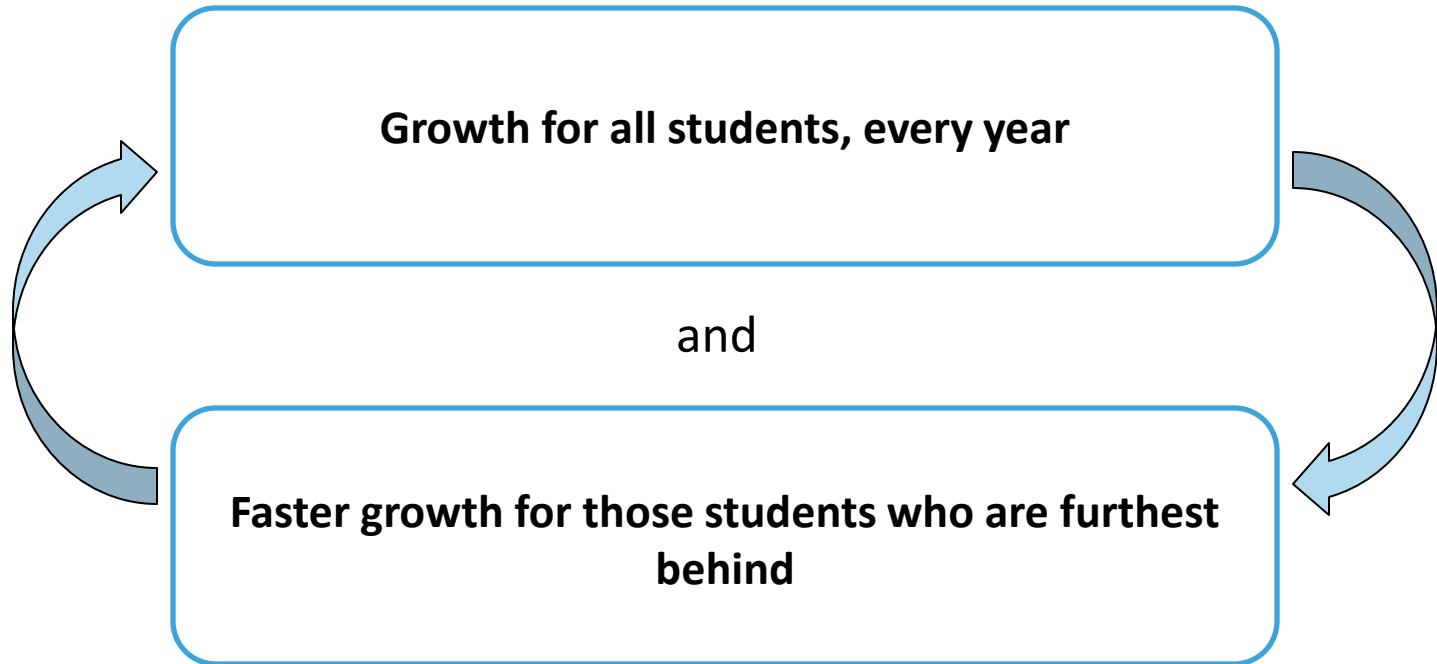 Growth for all students, every year
and
Faster growth for those students who are furthest
behind